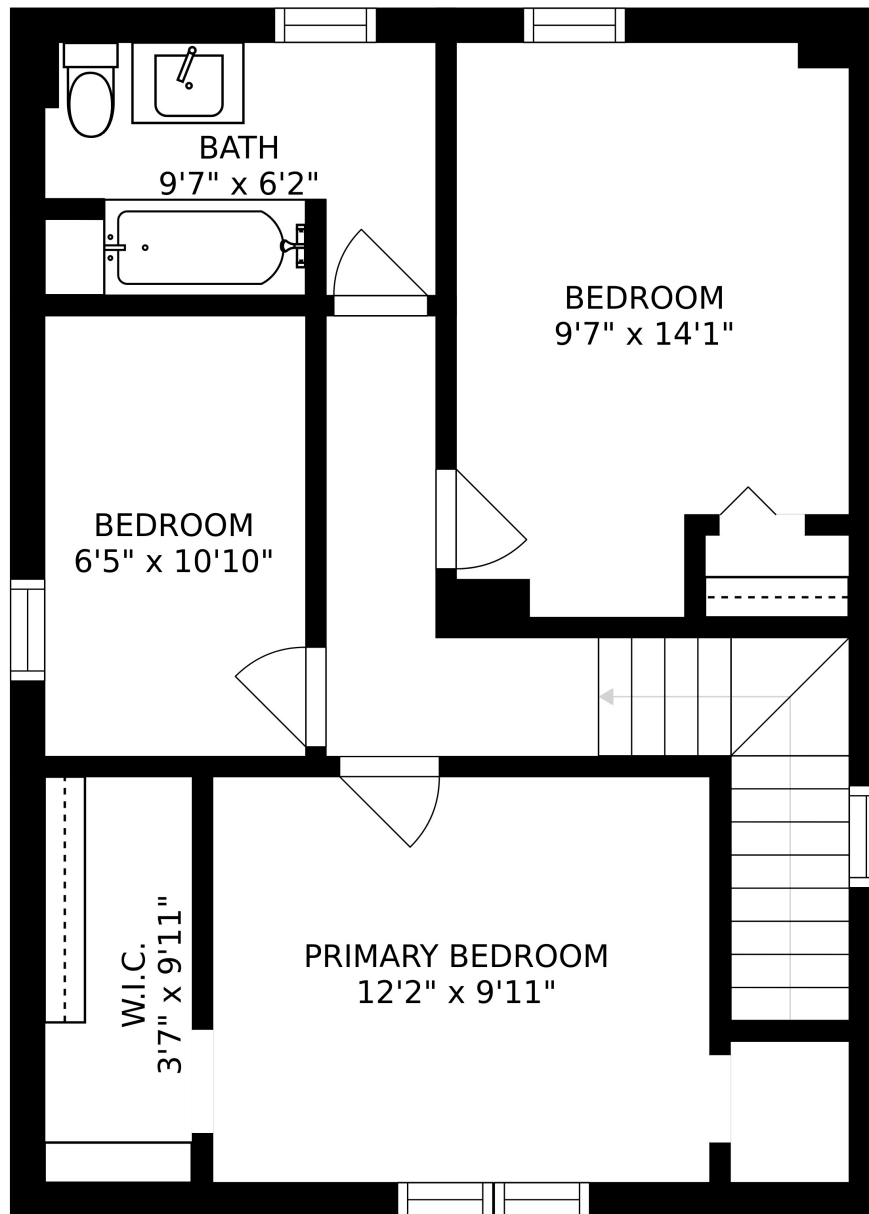 BATH
9'7" x 6'2"
BEDROOM
9'7" x 14'1"
BEDROOM
6'5" x 10'10"
W.I.C.
3'7" x 9'11"
PRIMARY BEDROOM
12'2" x 9'11"